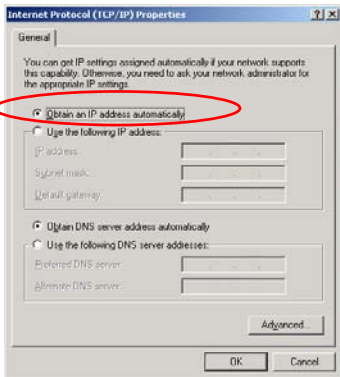 Internet Protocol (TCP/IP) Properties
General
You can get IP settings assigned automatically if your network supports
this capability. Otherwise, you need to ask your network administrator for
the appropriate IP settings.
Obtain an IP address automatically
Use the following IP address:
IP address:
Subnet mask:
Default gateway:
Obtain DNS server address automatically
Use the following DNS server addresses:
Preferred DNS server:
Alternate DNS server:
Advanced...
OK
Cancel